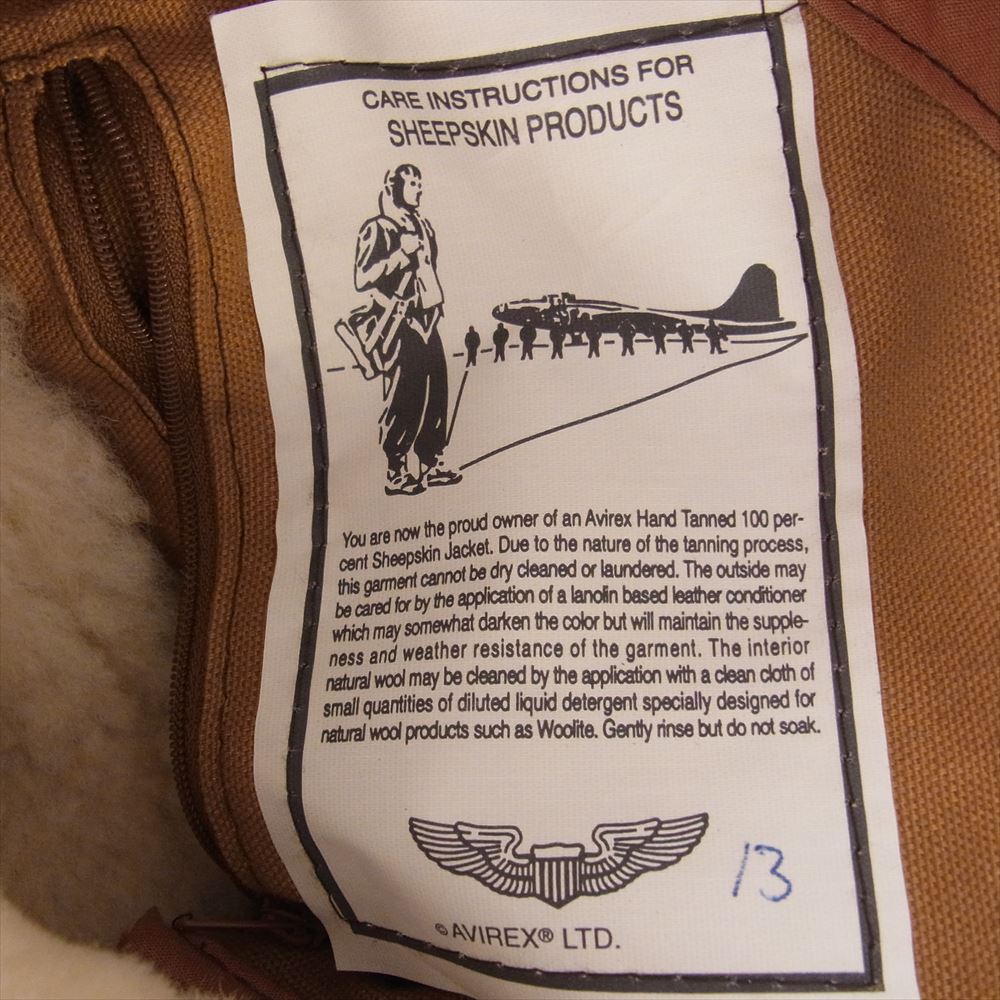 CARE INSTRUCTIONS FOR
SHEEPSKIN PRODUCTS
You are now the proud owner of an Avirex Hand Tanned 100 per-
cent Sheepskin Jacket. Due to the nature of the tanning process,
this garment cannot be dry cleaned or laundered. The outside may
be cared for by the application of a lanolin based leather conditioner
which may somewhat darken the color but will maintain the supple-
ness and weather resistance of the garment. The interior
natural wool may be cleaned by the application with a clean cloth of
small quantities of diluted liquid detergent specially designed for
natural wool products such as Woolite. Gently rinse but do not soak.
13
© AVIREX® LTD.